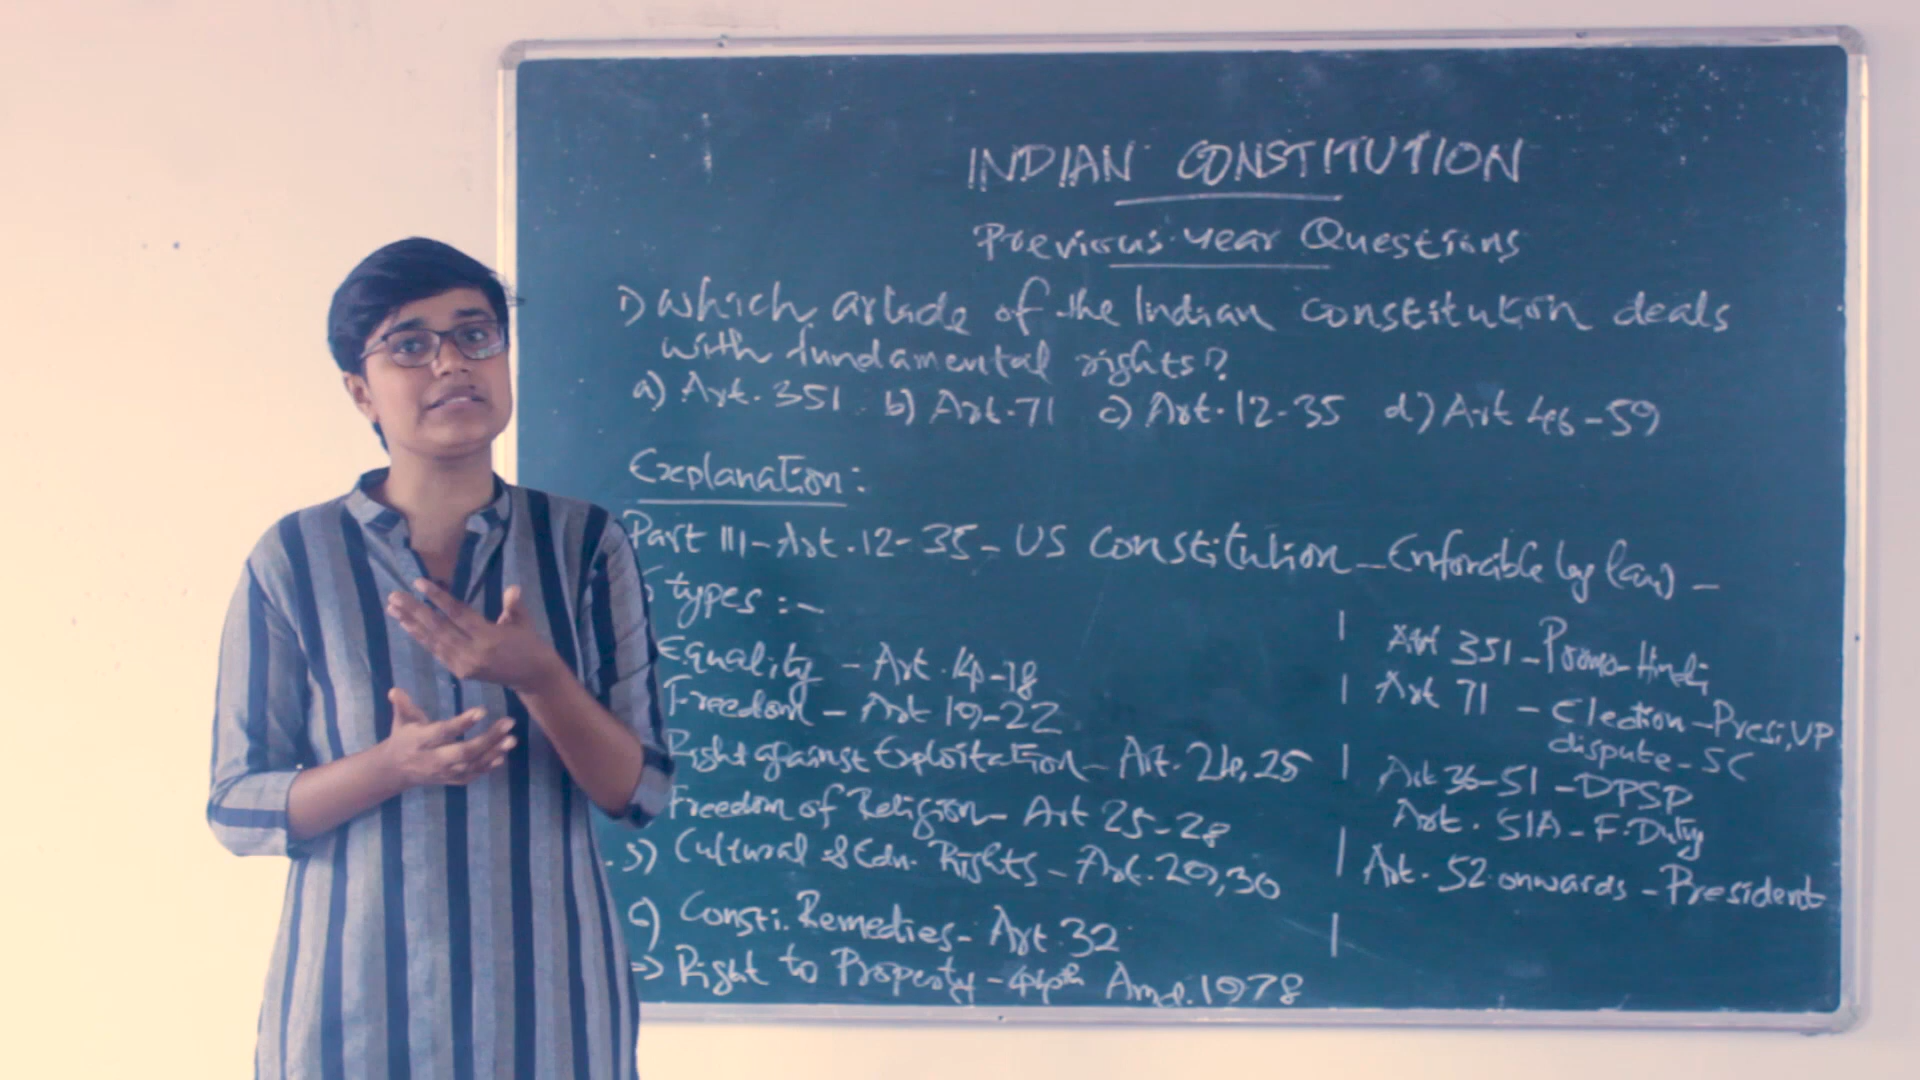 INDIAN CONSTITUTION
Previous year Questions
1) Which article of the Indian constitution deals
with fundamental rights?
a) Art. 351 b) Art. 71 c) Art. 12-35 d) Art 46-59
Explanation:
Part III - Art. 12-35 - US Constitution - Enforcible by law -
types :-
Equality - Art. 14-18
Freedom - Art 19-22
Right against Exploitation - Art. 24, 25
Freedom of Religion - Art 25-28
5) Cultural & Edn. Rights - Art. 29, 30
6) Consti. Remedies - Art. 32
=> Right to Property - 44th Amd. 1978
Art 351 - Promo - Hindi
Art 71 - Election - Presi, VP
dispute - SC
Art 36-51 - DPSP
Art. 51A - F. Duty
Art. 52 onwards - President